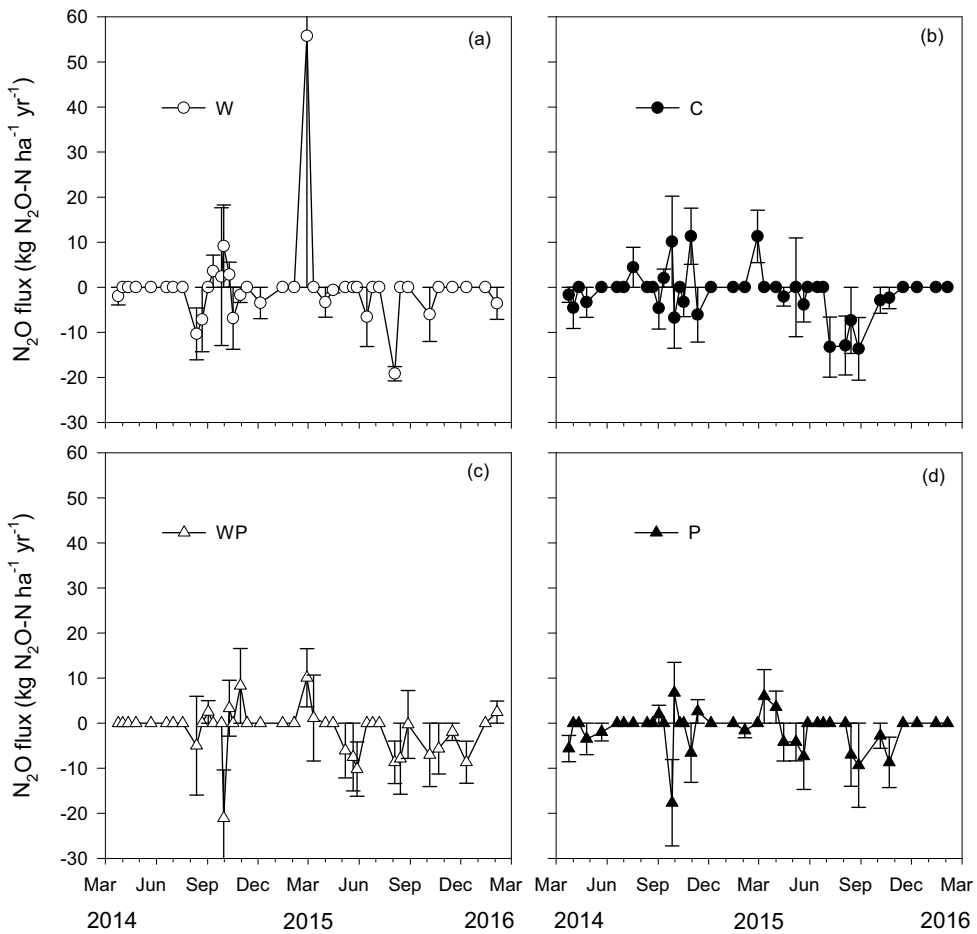 (a)
W
N₂O flux (kg N₂O-N ha⁻¹ yr⁻¹)
60
50
40
30
20
10
0
-10
-20
-30
(b)
C
(c)
WP
N₂O flux (kg N₂O-N ha⁻¹ yr⁻¹)
60
50
40
30
20
10
0
-10
-20
-30
(d)
P
Mar Jun Sep Dec Mar Jun Sep Dec Mar
2014 2015 2016
Mar Jun Sep Dec Mar Jun Sep Dec Mar
2014 2015 2016